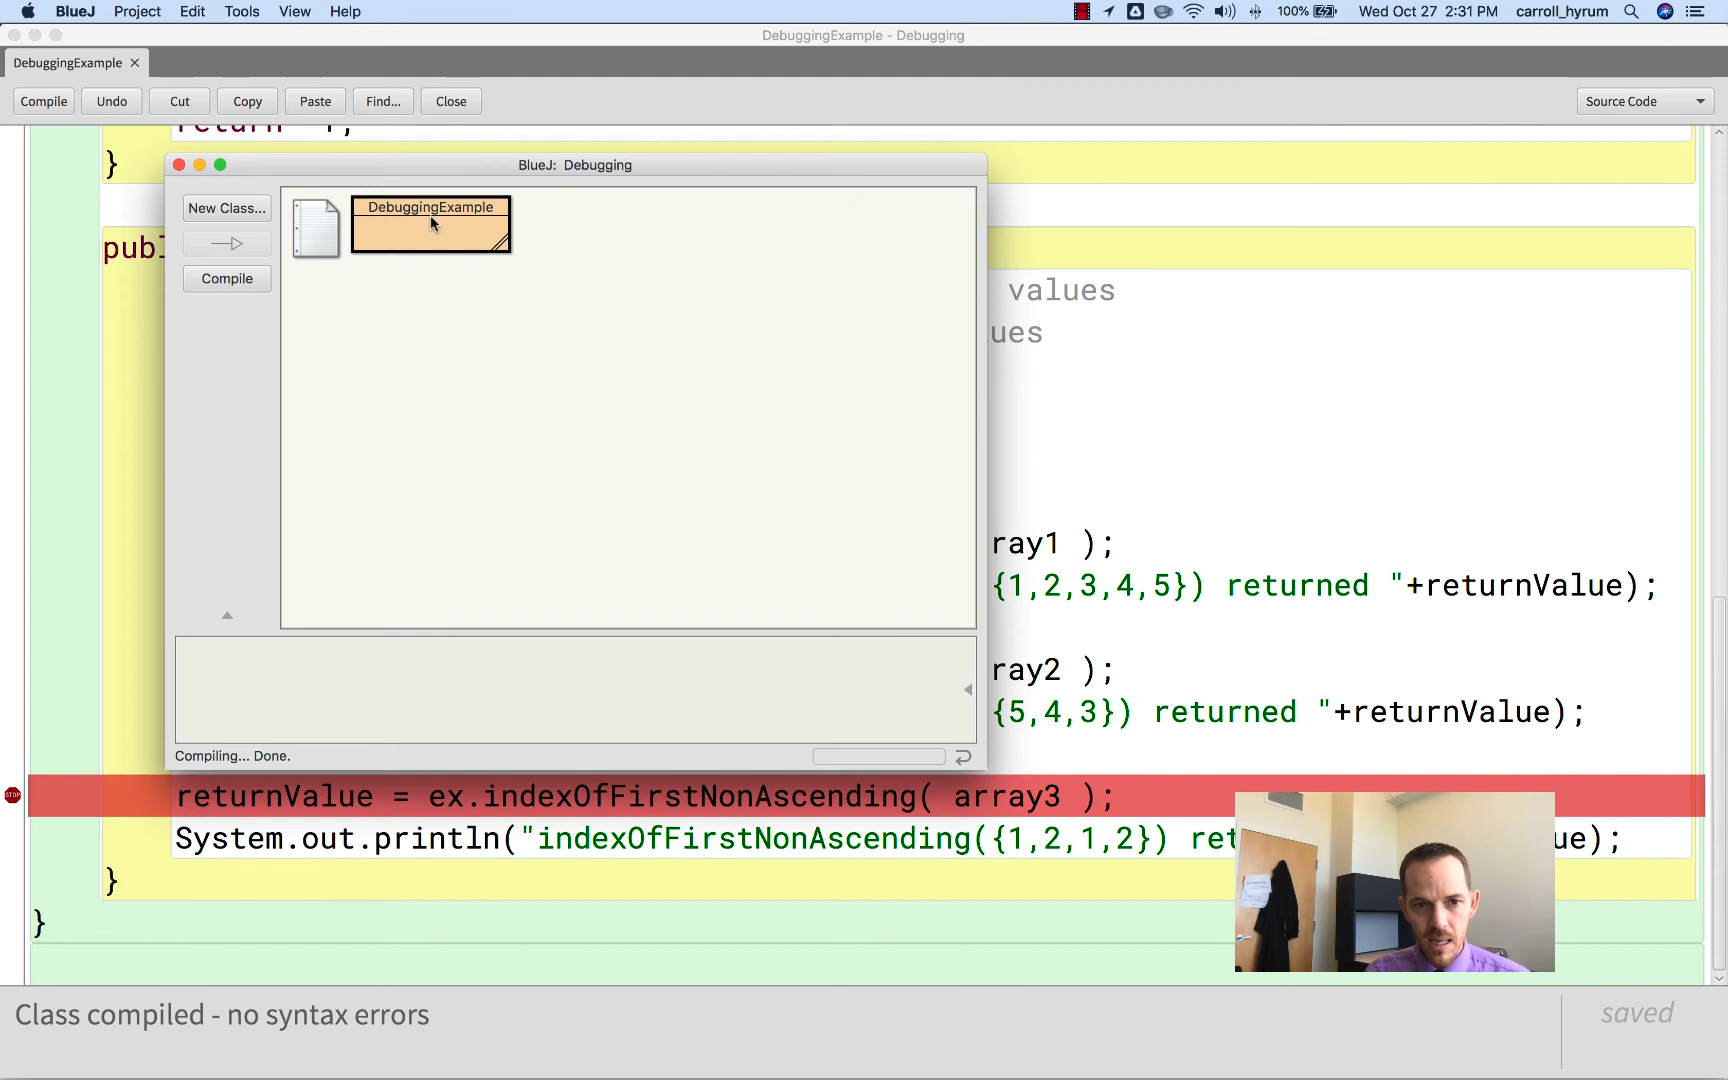 BlueJ Project Edit Tools View Help 100% Wed Oct 27 2:31 PM carroll_hyrum
DebuggingExample - Debugging
DebuggingExample
Compile Undo Cut Copy Paste Find... Close Source Code
}
BlueJ: Debugging
New Class...
DebuggingExample
Compile
values
ray1 );
{1,2,3,4,5}) returned "+returnValue);
ray2 );
{5,4,3}) returned "+returnValue);
Compiling... Done.
STOP
returnValue = ex.indexOfFirstNonAscending( array3 );
System.out.println("indexOfFirstNonAscending({1,2,1,2}) ret ue);
}
}
Class compiled - no syntax errors
saved